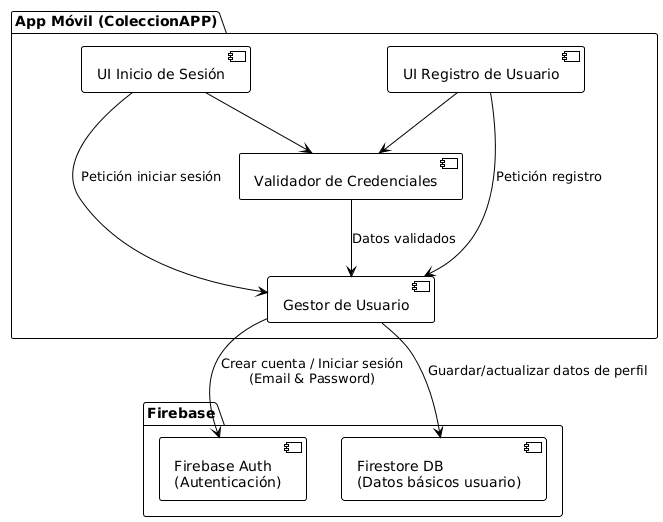 App Móvil (ColeccionAPP)
UI Inicio de Sesión
UI Registro de Usuario
Validador de Credenciales
Petición iniciar sesión
Petición registro
Datos validados
Gestor de Usuario
Crear cuenta / Iniciar sesión
(Email & Password)
Guardar/actualizar datos de perfil
Firebase
Firebase Auth
(Autenticación)
Firestore DB
(Datos básicos usuario)